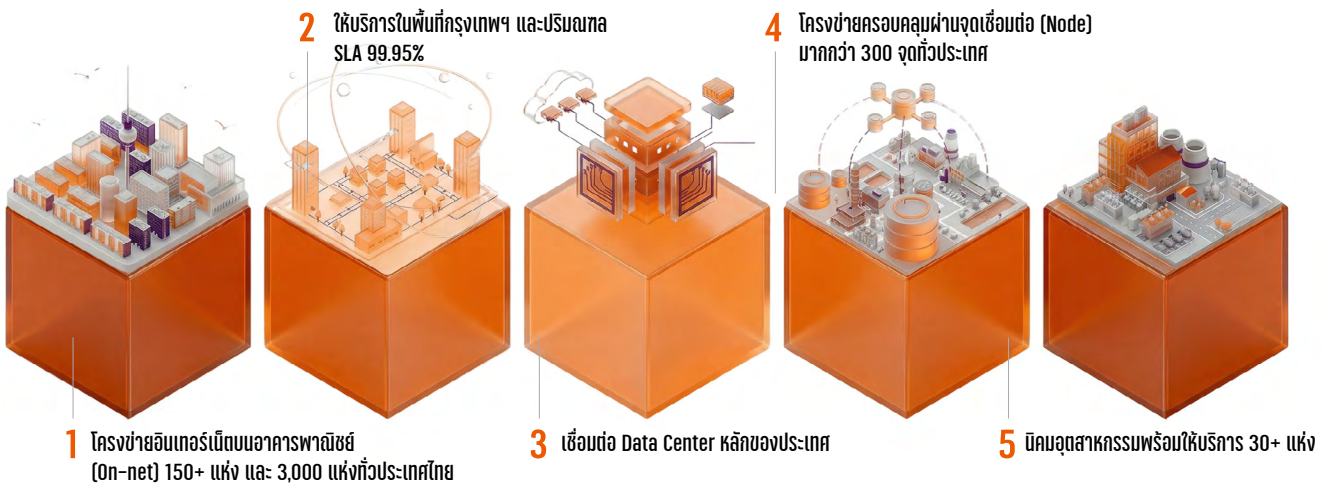 2 ให้บริการในพื้นที่กรุงเทพฯ และปริมณฑล
SLA 99.95%
4 โครงข่ายครอบคลุมผ่านจุดเชื่อมต่อ (Node)
มากกว่า 300 จุดทั่วประเทศ
1 โครงข่ายอินเทอร์เน็ตบนอาคารพาณิชย์
(On-net) 150+ แห่ง และ 3,000 แห่งทั่วประเทศไทย
3 เชื่อมต่อ Data Center หลักของประเทศ
5 นิคมอุตสาหกรรมพร้อมให้บริการ 30+ แห่ง